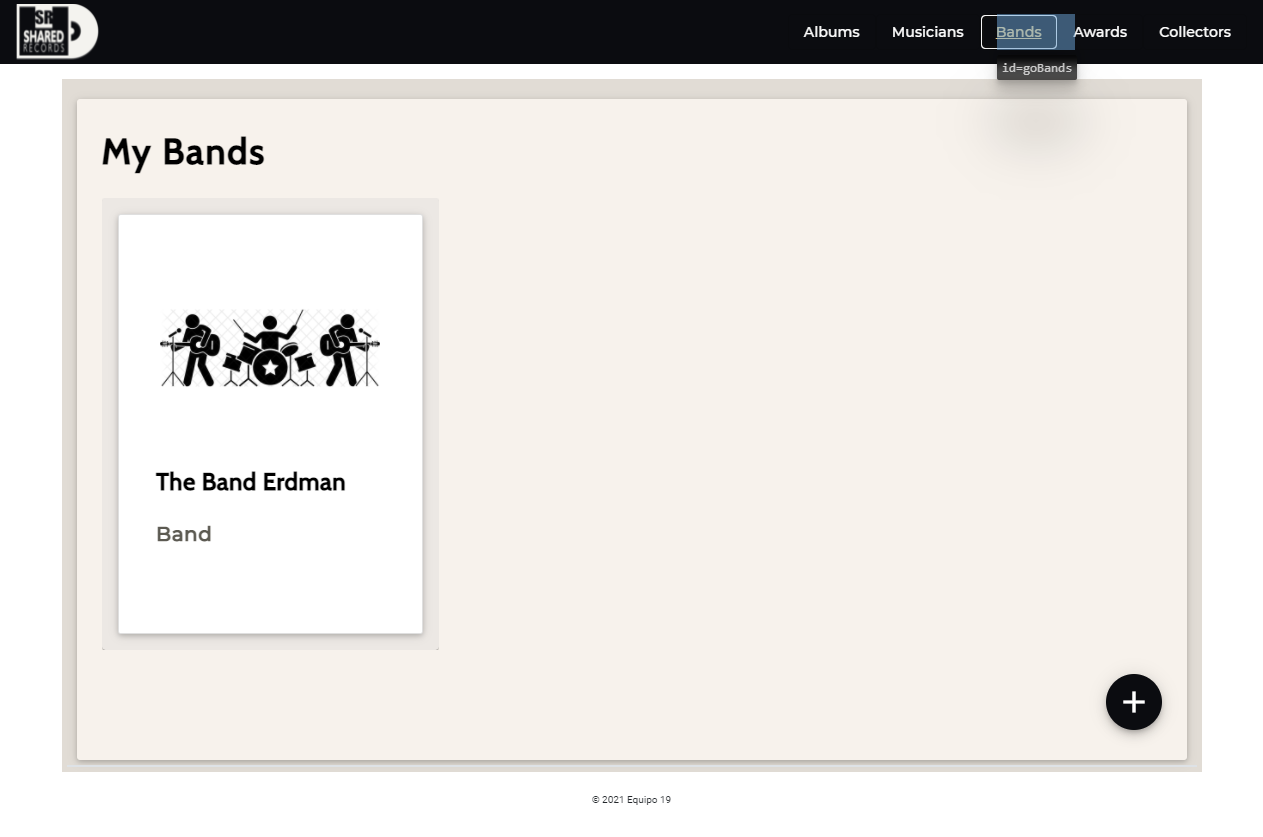 SR
SHARED
RECORDS
Albums
Musicians
Bands
Awards
Collectors
id=goBands
My Bands
The Band Erdman
Band
+
© 2021 Equipo 19